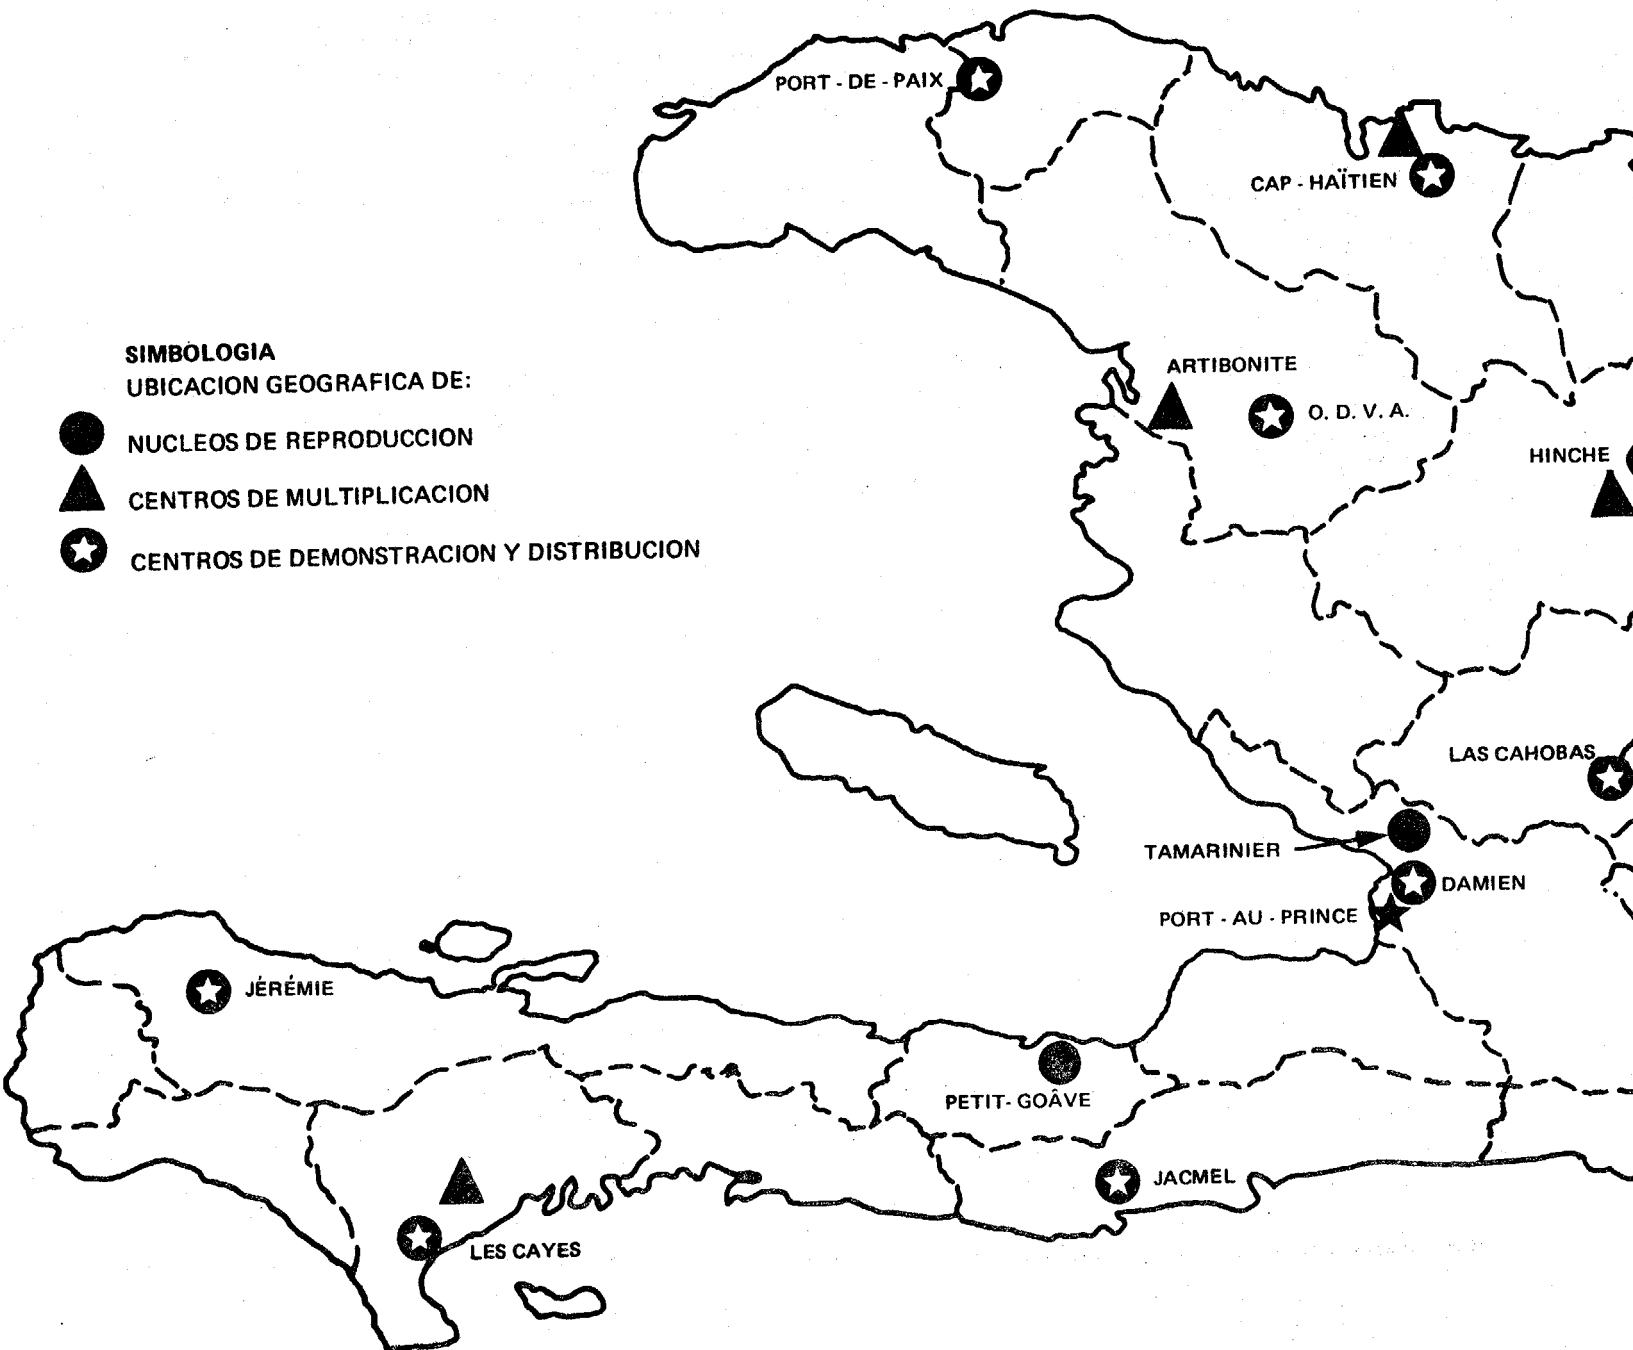 PORT - DE - PAIX
CAP - HAÏTIEN
SIMBOLOGIA
UBICACION GEOGRAFICA DE:
NUCLEOS DE REPRODUCCION
CENTROS DE MULTIPLICACION
CENTROS DE DEMONSTRACION Y DISTRIBUCION
ARTIBONITE
O. D. V. A.
HINCHE
LAS CAHOBAS
TAMARINIER
DAMIEN
PORT - AU - PRINCE
JÉRÉMIE
PETIT- GOÂVE
JACMEL
LES CAYES